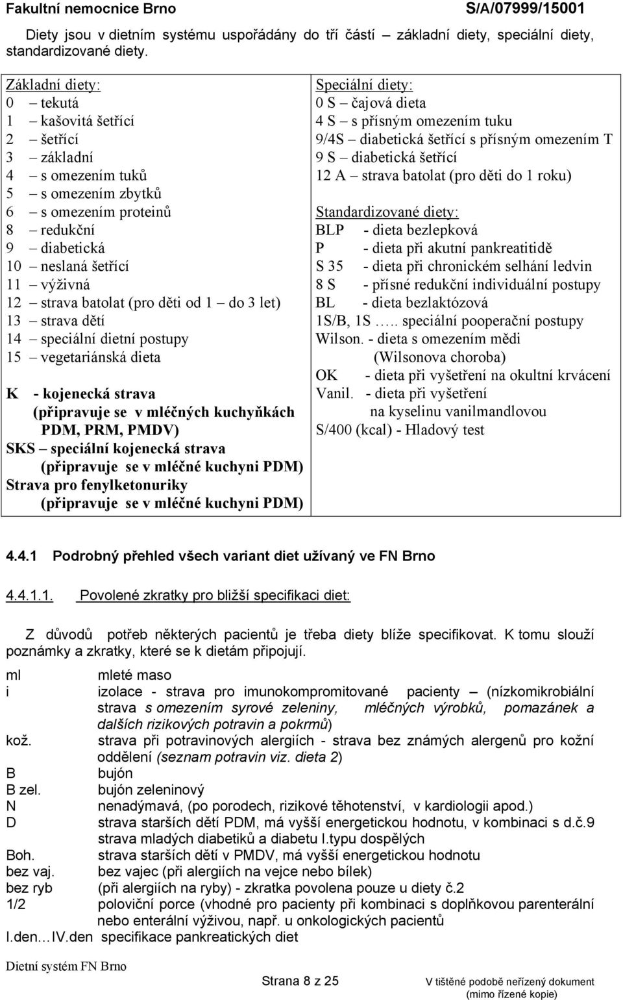 Fakultní nemocnice Brno
S/A/07999/15001
Diety jsou v dietním systému uspořádány do tří částí – základní diety, speciální diety,
standardizované diety.
Základní diety:
0 – tekutá
1 – kašovitá šetřící
2 – šetřící
3 – základní
4 – s omezením tuků
5 – s omezením zbytků
6 – s omezením proteinů
8 – redukční
9 – diabetická
10 – neslaná šetřící
11 – výživná
12 – strava batolat (pro děti od 1 – do 3 let)
13 – strava dětí
14 – speciální dietní postupy
15 – vegetariánská dieta
K - kojenecká strava
(připravuje se v mléčných kuchyňkách
PDM, PRM, PMDV)
SKS – speciální kojenecká strava
(připravuje se v mléčné kuchyni PDM)
Strava pro fenylketonuriky
(připravuje se v mléčné kuchyni PDM)
Speciální diety:
0 S – čajová dieta
4 S – s přísným omezením tuku
9/4S – diabetická šetřící s přísným omezením T
9 S – diabetická šetřící
12 A – strava batolat (pro děti do 1 roku)
Standardizované diety:
BLP - dieta bezlepková
P - dieta při akutní pankreatitidě
S 35 - dieta při chronickém selhání ledvin
8 S - přísné redukční individuální postupy
BL - dieta bezlaktózová
1S/B, 1S ….. speciální pooperační postupy
Wilson. - dieta s omezením mědi
(Wilsonova choroba)
OK - dieta při vyšetření na okultní krvácení
Vanil. - dieta při vyšetření
na kyselinu vanilmandlovou
S/400 (kcal) - Hladový test
4.4.1 Podrobný přehled všech variant diet užívaný ve FN Brno
4.4.1.1. Povolené zkratky pro bližší specifikaci diet:
Z důvodů potřeb některých pacientů je třeba diety blíže specifikovat. K tomu slouží
poznámky a zkratky, které se k dietám připojují.
ml mleté maso
i izolace - strava pro imunokompromitované pacienty – (nízkomikrobiální
strava s omezením syrové zeleniny, mléčných výrobků, pomazánek a
dalších rizikových potravin a pokrmů)
kož. strava při potravinových alergiích - strava bez známých alergenů pro kožní
oddělení (seznam potravin viz. dieta 2)
B bujón
B zel. bujón zeleninový
N nenadýmavá, (po porodech, rizikové těhotenství, v kardiologii apod.)
D strava starších dětí PDM, má vyšší energetickou hodnotu, v kombinaci s d.č.9
strava mladých diabetiků a diabetu I.typu dospělých
Boh. strava starších dětí v PMDV, má vyšší energetickou hodnotu
bez vaj. bez vajec (při alergiích na vejce nebo bílek)
bez ryb (při alergiích na ryby) - zkratka povolena pouze u diety č.2
1/2 poloviční porce (vhodné pro pacienty při kombinaci s doplňkovou parenterální
nebo enterální výživou, např. u onkologických pacientů
I.den…IV.den specifikace pankreatických diet
Dietní systém FN Brno
Strana 8 z 25
V tištěné podobě neřízený dokument
(mimo řízené kopie)